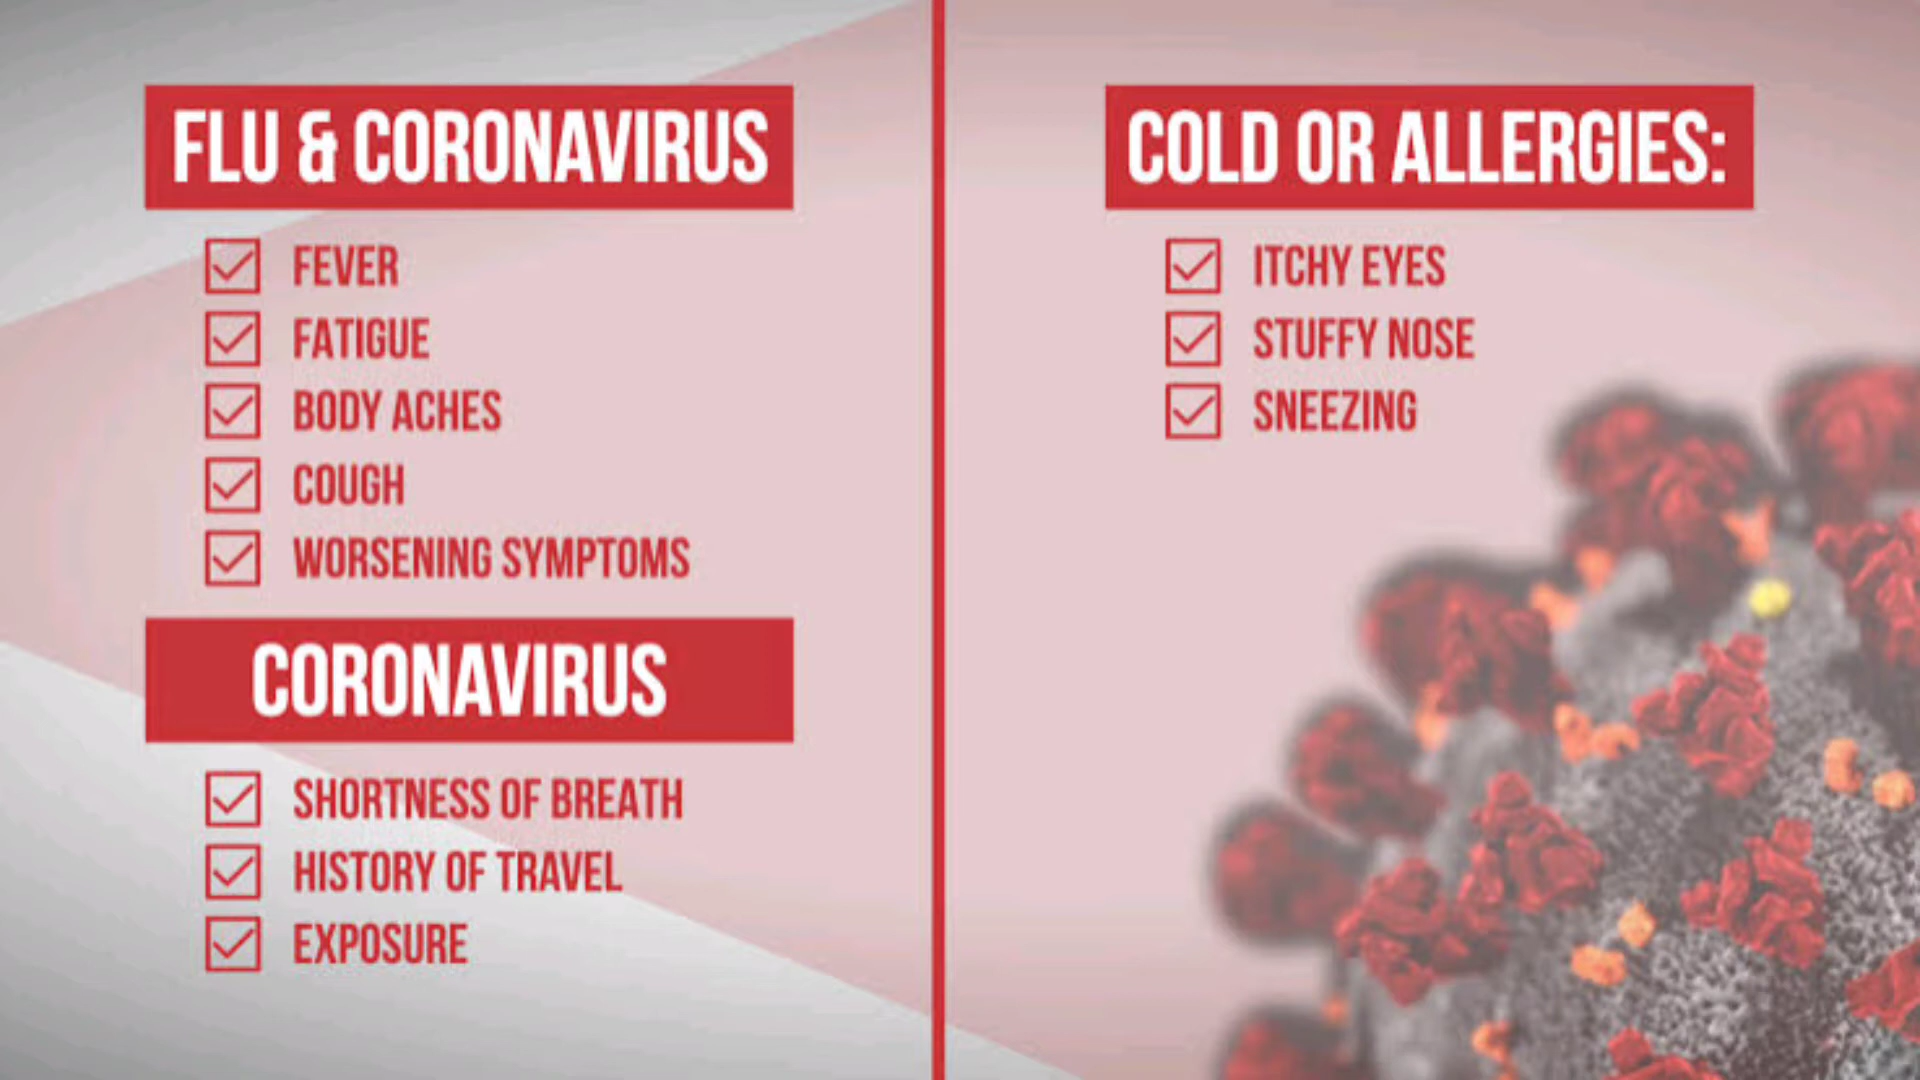 FLU & CORONAVIRUS
FEVER
FATIGUE
BODY ACHES
COUGH
WORSENING SYMPTOMS
CORONAVIRUS
SHORTNESS OF BREATH
HISTORY OF TRAVEL
EXPOSURE
COLD OR ALLERGIES:
ITCHY EYES
STUFFY NOSE
SNEEZING